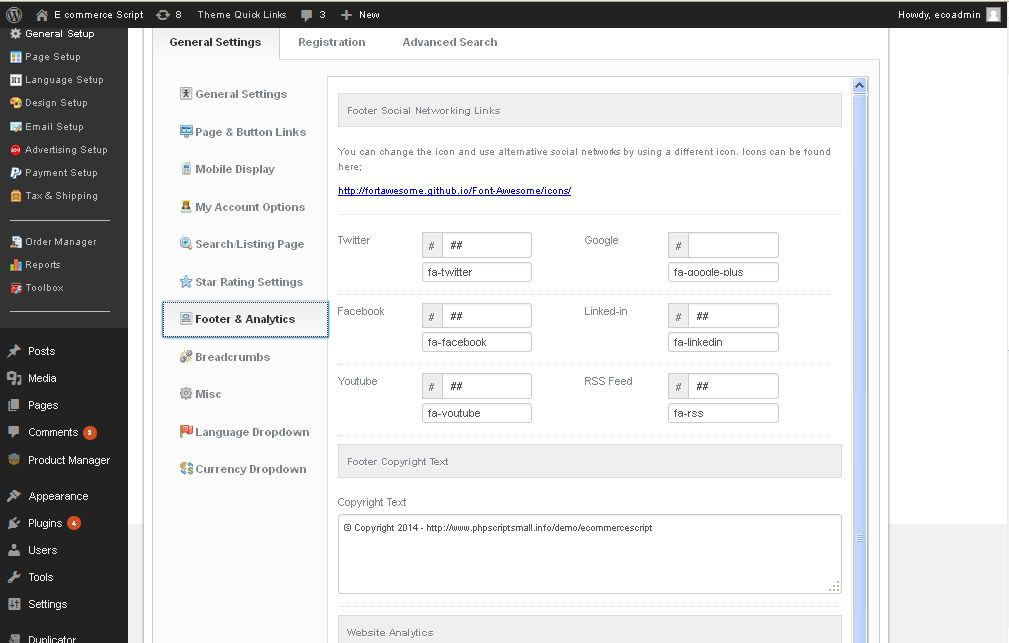 E commerce Script 8 Theme Quick Links 3 New Howdy, ecoadmin
General Setup
Page Setup
Language Setup
Design Setup
Email Setup
Advertising Setup
Payment Setup
Tax & Shipping
Order Manager
Reports
Toolbox
Posts
Media
Pages
Comments 3
Product Manager
Appearance
Plugins 4
Users
Tools
Settings
Duplicator
General Settings Registration Advanced Search
General Settings
Page & Button Links
Mobile Display
My Account Options
Search/Listing Page
Star Rating Settings
Footer & Analytics
Breadcrumbs
Misc
Language Dropdown
Currency Dropdown
Footer Social Networking Links
You can change the icon and use alternative social networks by using a different icon. Icons can be found
here;
http://fortawesome.github.io/Font-Awesome/icons/
Twitter # ## Google #
fa-twitter fa-google-plus
Facebook # ## Linked-in # ##
fa-facebook fa-linkedin
Youtube # ## RSS Feed # ##
fa-youtube fa-rss
Footer Copyright Text
Copyright Text
© Copyright 2014 - http://www.phpscriptsmall.info/demo/ecommercescript
Website Analytics